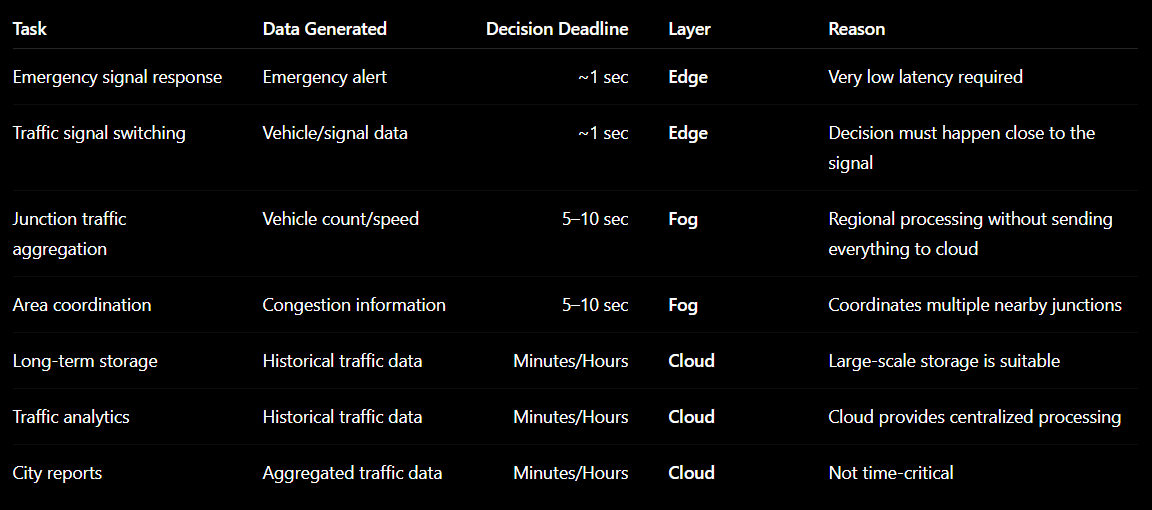 Task Data Generated Decision Deadline Layer Reason
Emergency signal response Emergency alert ~1 sec Edge Very low latency required
Traffic signal switching Vehicle/signal data ~1 sec Edge Decision must happen close to the
signal
Junction traffic Vehicle count/speed 5–10 sec Fog Regional processing without sending
aggregation everything to cloud
Area coordination Congestion information 5–10 sec Fog Coordinates multiple nearby junctions
Long-term storage Historical traffic data Minutes/Hours Cloud Large-scale storage is suitable
Traffic analytics Historical traffic data Minutes/Hours Cloud Cloud provides centralized processing
City reports Aggregated traffic data Minutes/Hours Cloud Not time-critical